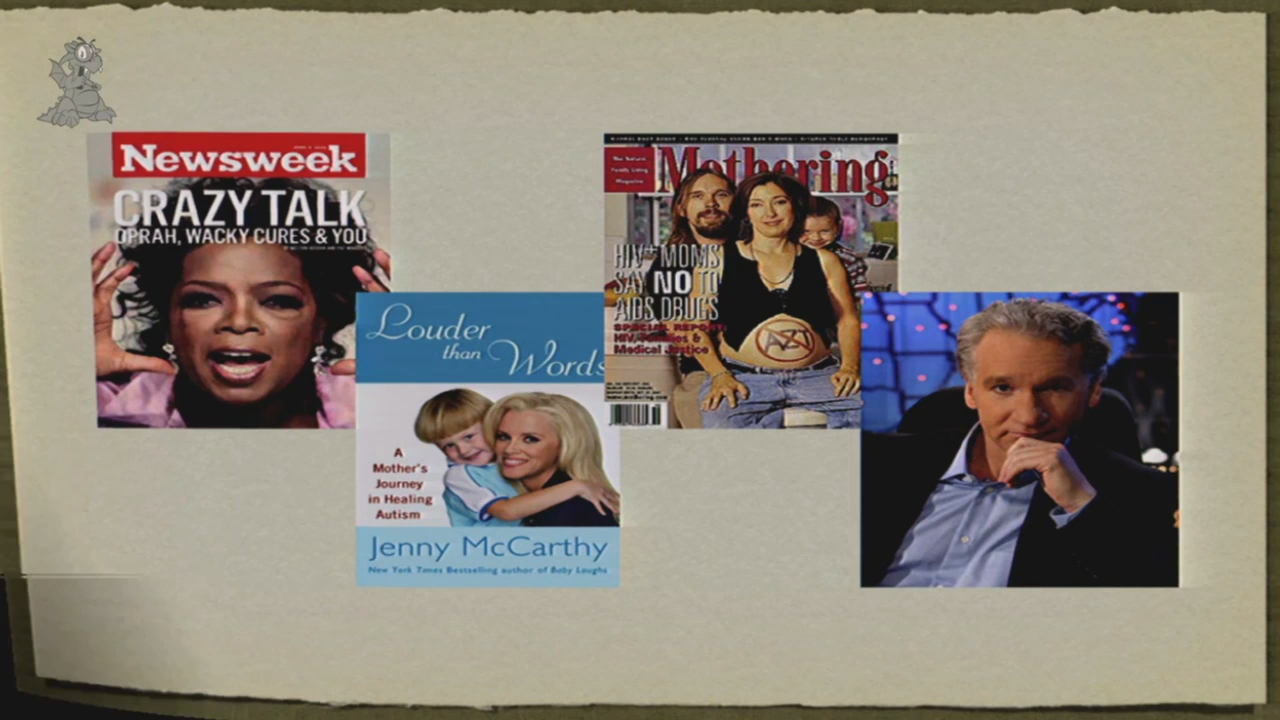 Newsweek
CRAZY TALK
OPRAH, WACKY CURES & YOU
Louder
than Words
A
Mother's
Journey
in Healing
Autism
Jenny McCarthy
New York Times Bestselling author of Baby Laughs
Mothering
The Natural
Family Living
Magazine
HIV+ MOMS
SAY NO TO
AIDS DRUGS
SPECIAL REPORT:
HIV, Families &
Medical Justice
AZT